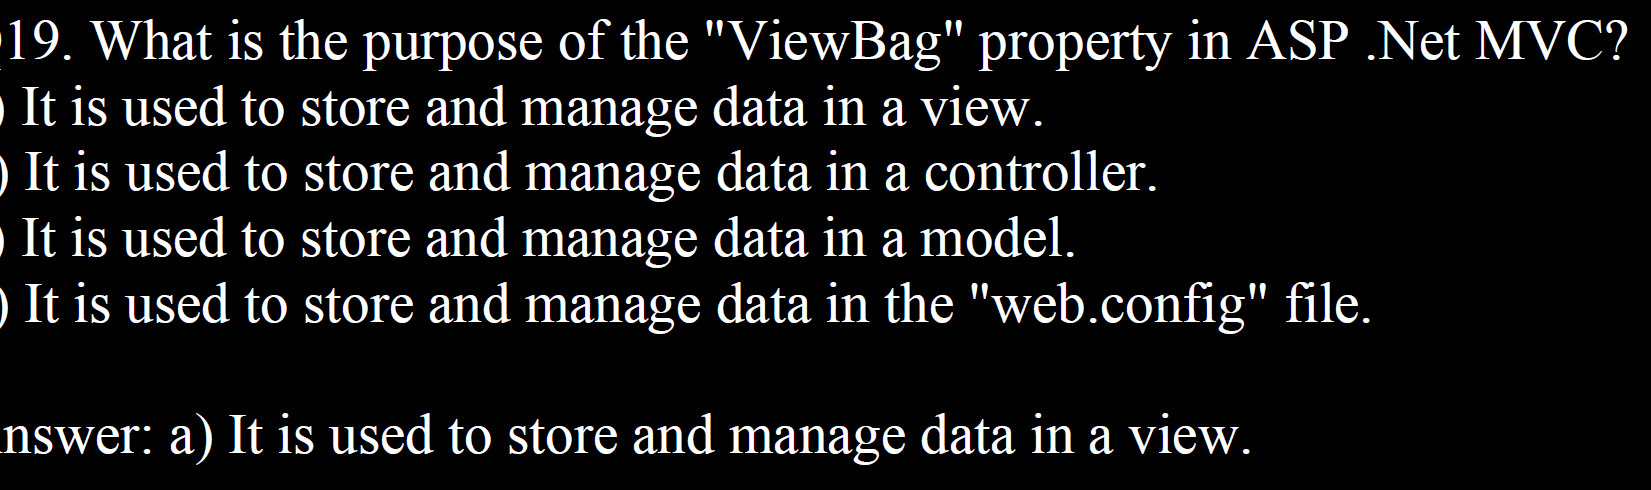 19. What is the purpose of the "ViewBag" property in ASP .Net MVC?
) It is used to store and manage data in a view.
) It is used to store and manage data in a controller.
) It is used to store and manage data in a model.
) It is used to store and manage data in the "web.config" file.
nswer: a) It is used to store and manage data in a view.